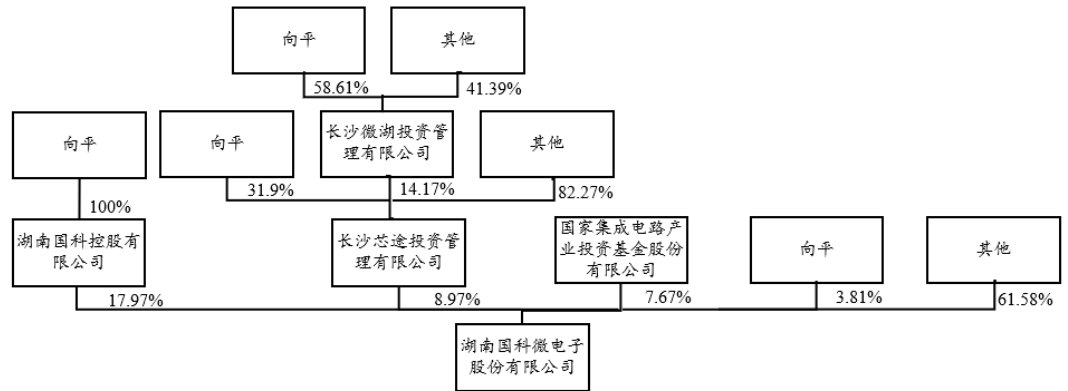 向平
其他
58.61%
41.39%
向平
向平
长沙微湖投资管
理有限公司
其他
100%
31.9%
14.17%
82.27%
湖南国科控股有
限公司
长沙芯途投资管
理有限公司
国家集成电路产
业投资基金股份
有限公司
向平
其他
17.97%
8.97%
7.67%
3.81%
61.58%
湖南国科微电子
股份有限公司